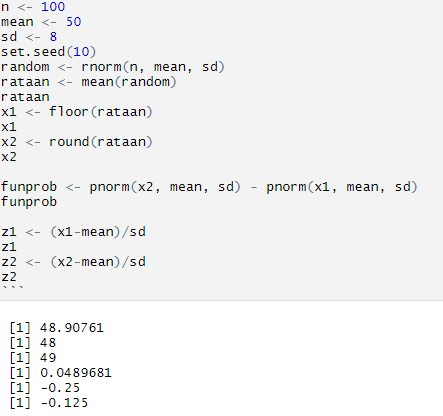 n <- 100
mean <- 50
sd <- 8
set.seed(10)
random <- rnorm(n, mean, sd)
rataan <- mean(random)
rataan
x1 <- floor(rataan)
x1
x2 <- round(rataan)
x2
funprob <- pnorm(x2, mean, sd) - pnorm(x1, mean, sd)
funprob
z1 <- (x1-mean)/sd
z1
z2 <- (x2-mean)/sd
z2
```
[1] 48.90761
[1] 48
[1] 49
[1] 0.0489681
[1] -0.25
[1] -0.125